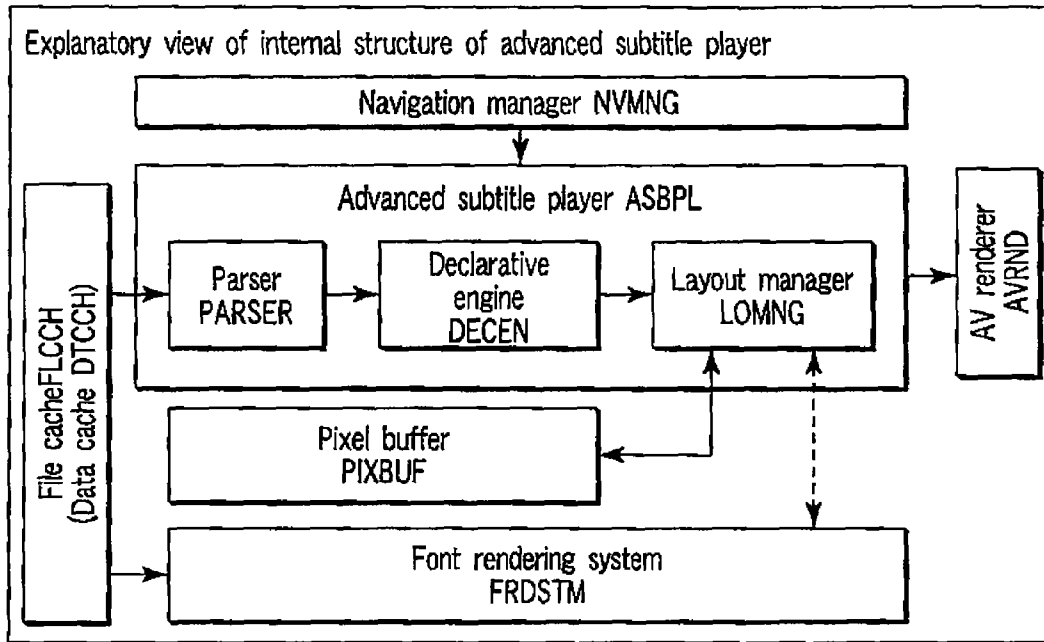 Explanatory view of internal structure of advanced subtitle player
Navigation manager NVMNG
Advanced subtitle player ASBPL
Parser
PARSER
Declarative
engine
DECEN
Layout manager
LOMNG
AV renderer
AVRND
File cacheFLCCH
(Data cache DTCCH)
Pixel buffer
PIXBUF
Font rendering system
FRDSTM